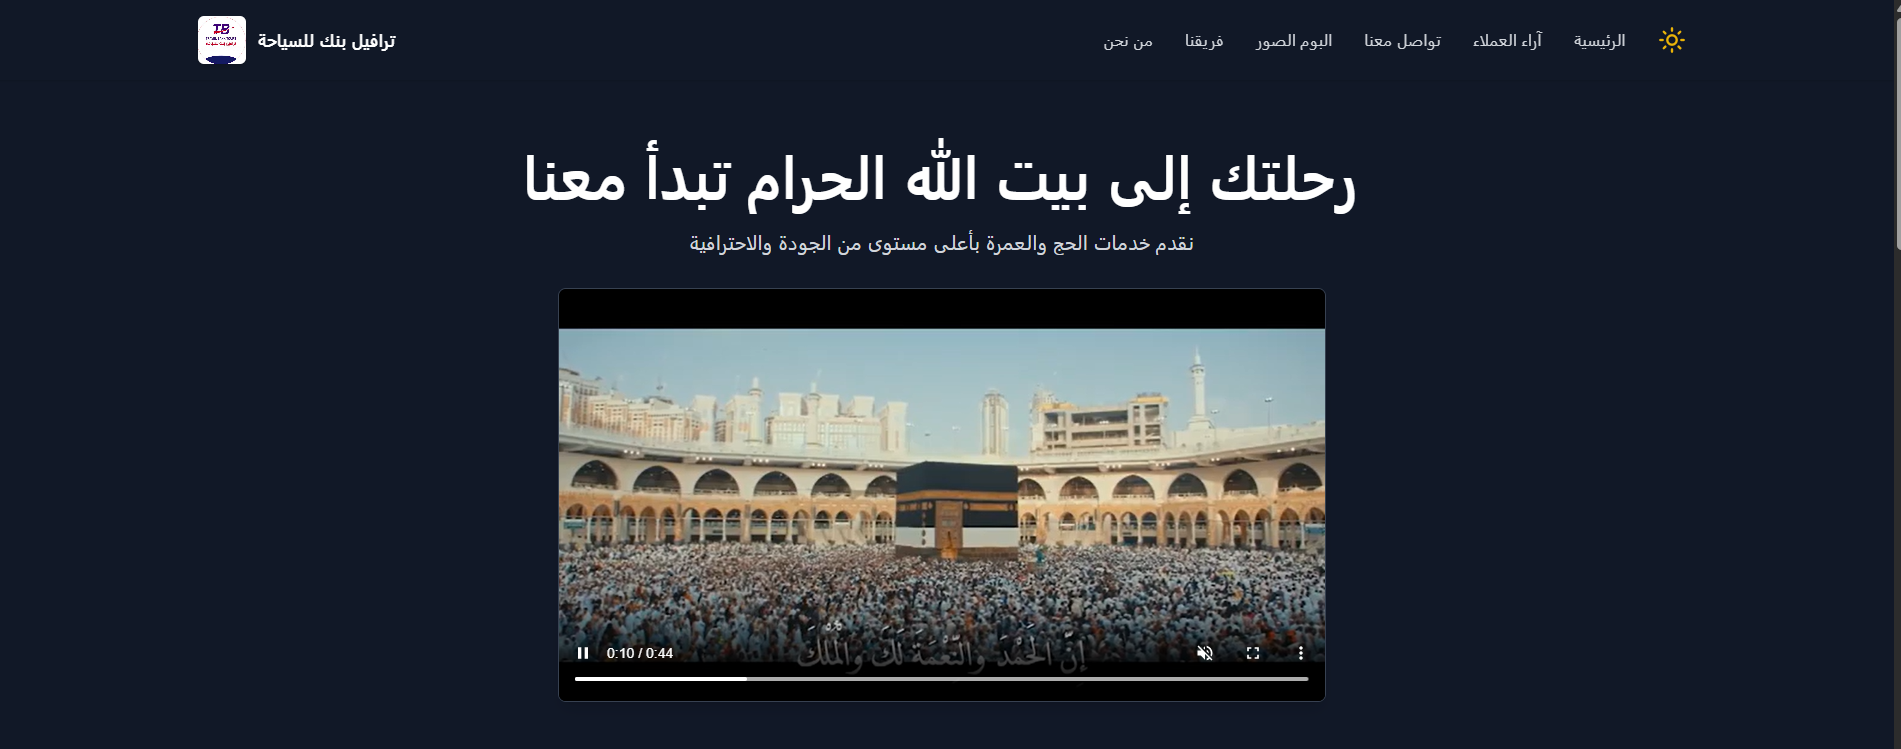 ترافيل بنك للسياحة
الرئيسية
آراء العملاء
تواصل معنا
البوم الصور
فريقنا
من نحن
رحلتك إلى بيت الله الحرام تبدأ معنا
نقدم خدمات الحج والعمرة بأعلى مستوى من الجودة والاحترافية
إِنَّ الْحَمْدَ وَالنِّعْمَةَ لَكَ وَالْمُلْكَ
0:10 / 0:44